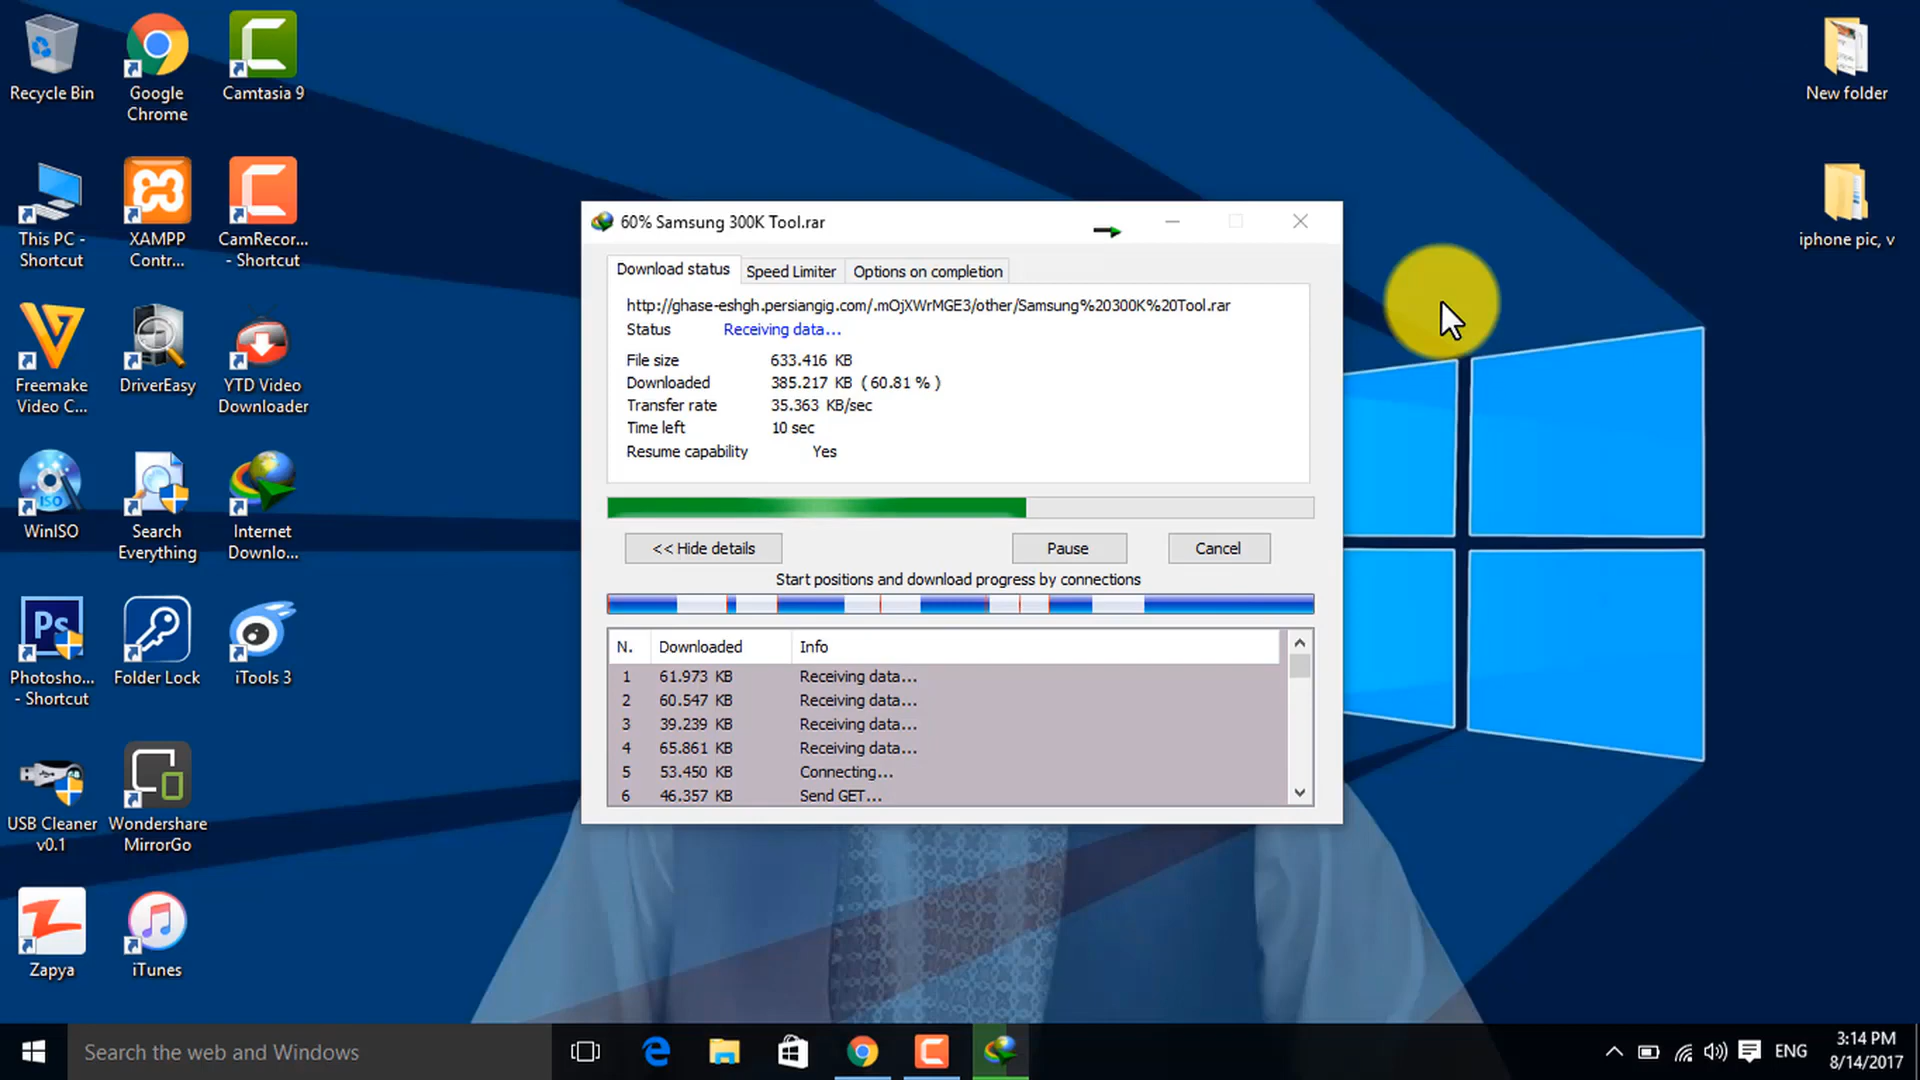 Recycle Bin
Google
Chrome
Camtasia 9
This PC -
Shortcut
XAMPP
Contr...
CamRecor...
- Shortcut
Freemake
Video C...
DriverEasy
YTD Video
Downloader
WinISO
ISO
Search
Everything
Internet
Downlo...
Ps
Photosho...
- Shortcut
Folder Lock
iTools 3
USB Cleaner
v0.1
Wondershare
MirrorGo
Zapya
iTunes
New folder
iphone pic, v
60% Samsung 300K Tool.rar
Download status
Speed Limiter
Options on completion
http://ghase-eshgh.persiangig.com/.mOjXWrMGE3/other/Samsung%20300K%20Tool.rar
Status Receiving data...
File size 633.416 KB
Downloaded 385.217 KB ( 60.81 % )
Transfer rate 35.363 KB/sec
Time left 10 sec
Resume capability Yes
<< Hide details
Pause
Cancel
Start positions and download progress by connections
N. Downloaded Info
1 61.973 KB Receiving data...
2 60.547 KB Receiving data...
3 39.239 KB Receiving data...
4 65.861 KB Receiving data...
5 53.450 KB Connecting...
6 46.357 KB Send GET...
Search the web and Windows
ENG
3:14 PM
8/14/2017